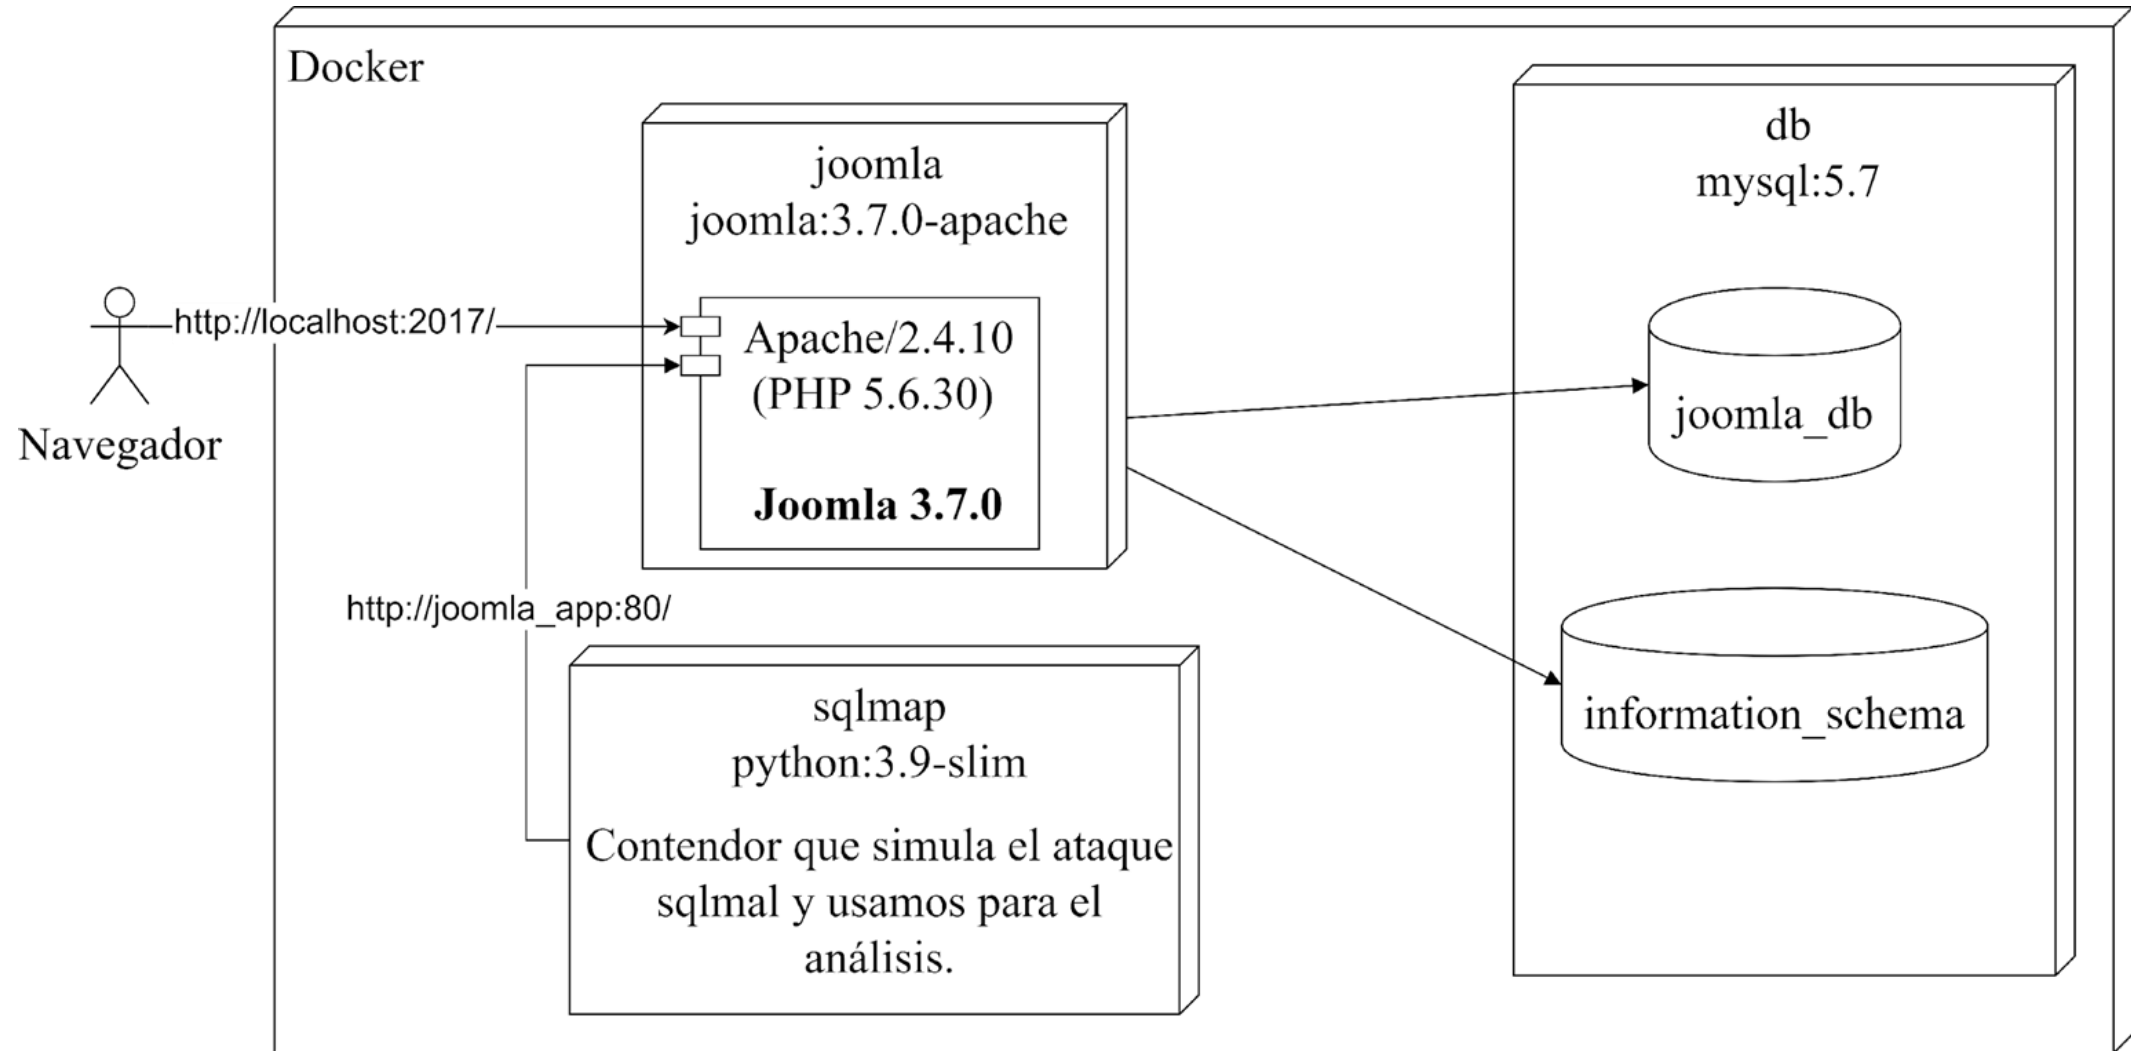 Docker
joomla
joomla:3.7.0-apache
http://localhost:2017/
Apache/2.4.10
(PHP 5.6.30)
Joomla 3.7.0
Navegador
http://joomla_app:80/
sqlmap
python:3.9-slim
Contendor que simula el ataque
sqlmal y usamos para el
análisis.
db
mysql:5.7
joomla_db
information_schema